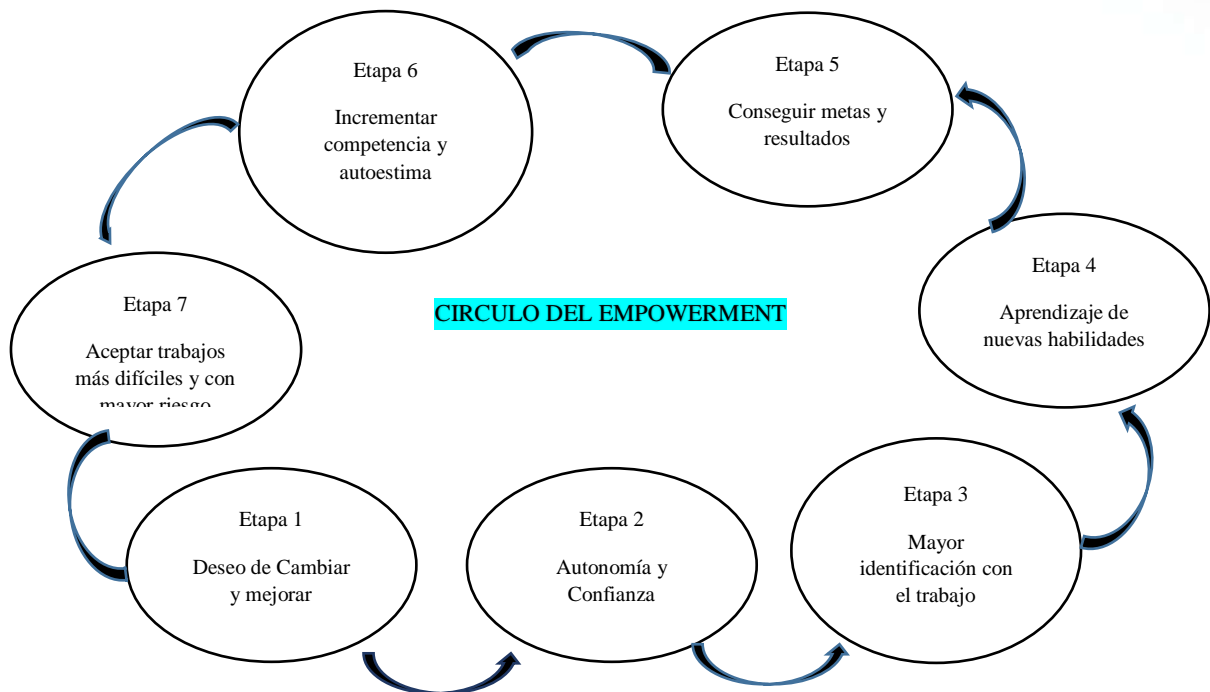 Etapa 6
Incrementar
competencia y
autoestima
Etapa 5
Conseguir metas y
resultados
Etapa 4
Aprendizaje de
nuevas habilidades
CIRCULO DEL EMPOWERMENT
Etapa 7
Aceptar trabajos
más difíciles y con
mayor riesgo
Etapa 1
Deseo de Cambiar
y mejorar
Etapa 2
Autonomía y
Confianza
Etapa 3
Mayor
identificación con
el trabajo